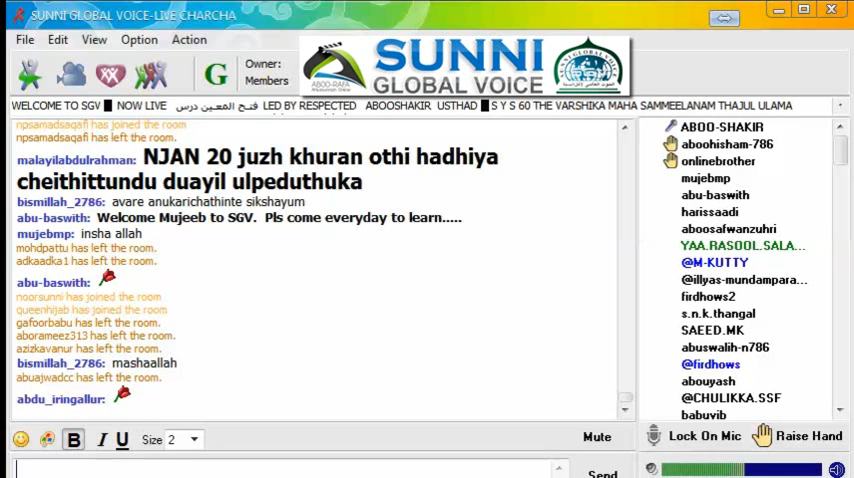 SUNNI GLOBAL VOICE-LIVE CHARCHA
File Edit View Option Action
G
Owner:
Members
ABOO-RAFA
SUNNI
GLOBAL VOICE
WELCOME TO SGV NOW LIVE فتح المعين درس LED BY RESPECTED ABOOSHAKIR USTHAD S Y S 60 THE VARSHIKA MAHA SAMMEELANAM THAJUL ULAMA
npsamadsaqafi has joined the room
npsamadsaqafi has left the room.
malayilabdulrahman: NJAN 20 juzh khuran othi hadhiya
cheithittundu duayil ulpeduthuka
bismillah_2786: avare anukarichathinte sikshayum
abu-baswith: Welcome Mujeeb to SGV. Pls come everyday to learn.....
mujebmp: insha allah
mohdpattu has left the room.
adkaadka1 has left the room.
abu-baswith:
noorsunni has joined the room
queenhijab has joined the room
gafoorbabu has left the room.
aborameez313 has left the room.
azizkavanur has left the room.
bismillah_2786: mashaallah
abuajwadcc has left the room.
abdu_iringallur:
ABOO-SHAKIR
aboohisham-786
onlinebrother
mujebmp
abu-baswith
harissaadi
aboosafwanzuhri
YAA.RASOOL.SALA...
@M-KUTTY
@illyas-mundampara...
firdhows2
s.n.k.thangal
SAEED.MK
abuswalih-n786
@firdhows
abouyash
@CHULIKKA.SSF
babuvib
B I U Size 2
Mute
Lock On Mic Raise Hand
Send